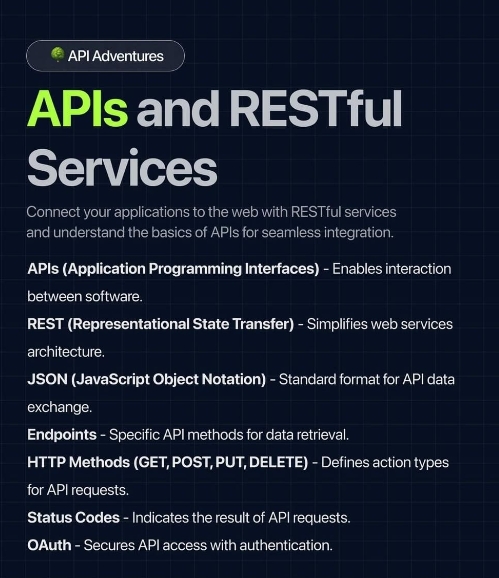 API Adventures
APIs and RESTful
Services
Connect your applications to the web with RESTful services
and understand the basics of APIs for seamless integration.
APIs (Application Programming Interfaces) - Enables interaction
between software.
REST (Representational State Transfer) - Simplifies web services
architecture.
JSON (JavaScript Object Notation) - Standard format for API data
exchange.
Endpoints - Specific API methods for data retrieval.
HTTP Methods (GET, POST, PUT, DELETE) - Defines action types
for API requests.
Status Codes - Indicates the result of API requests.
OAuth - Secures API access with authentication.